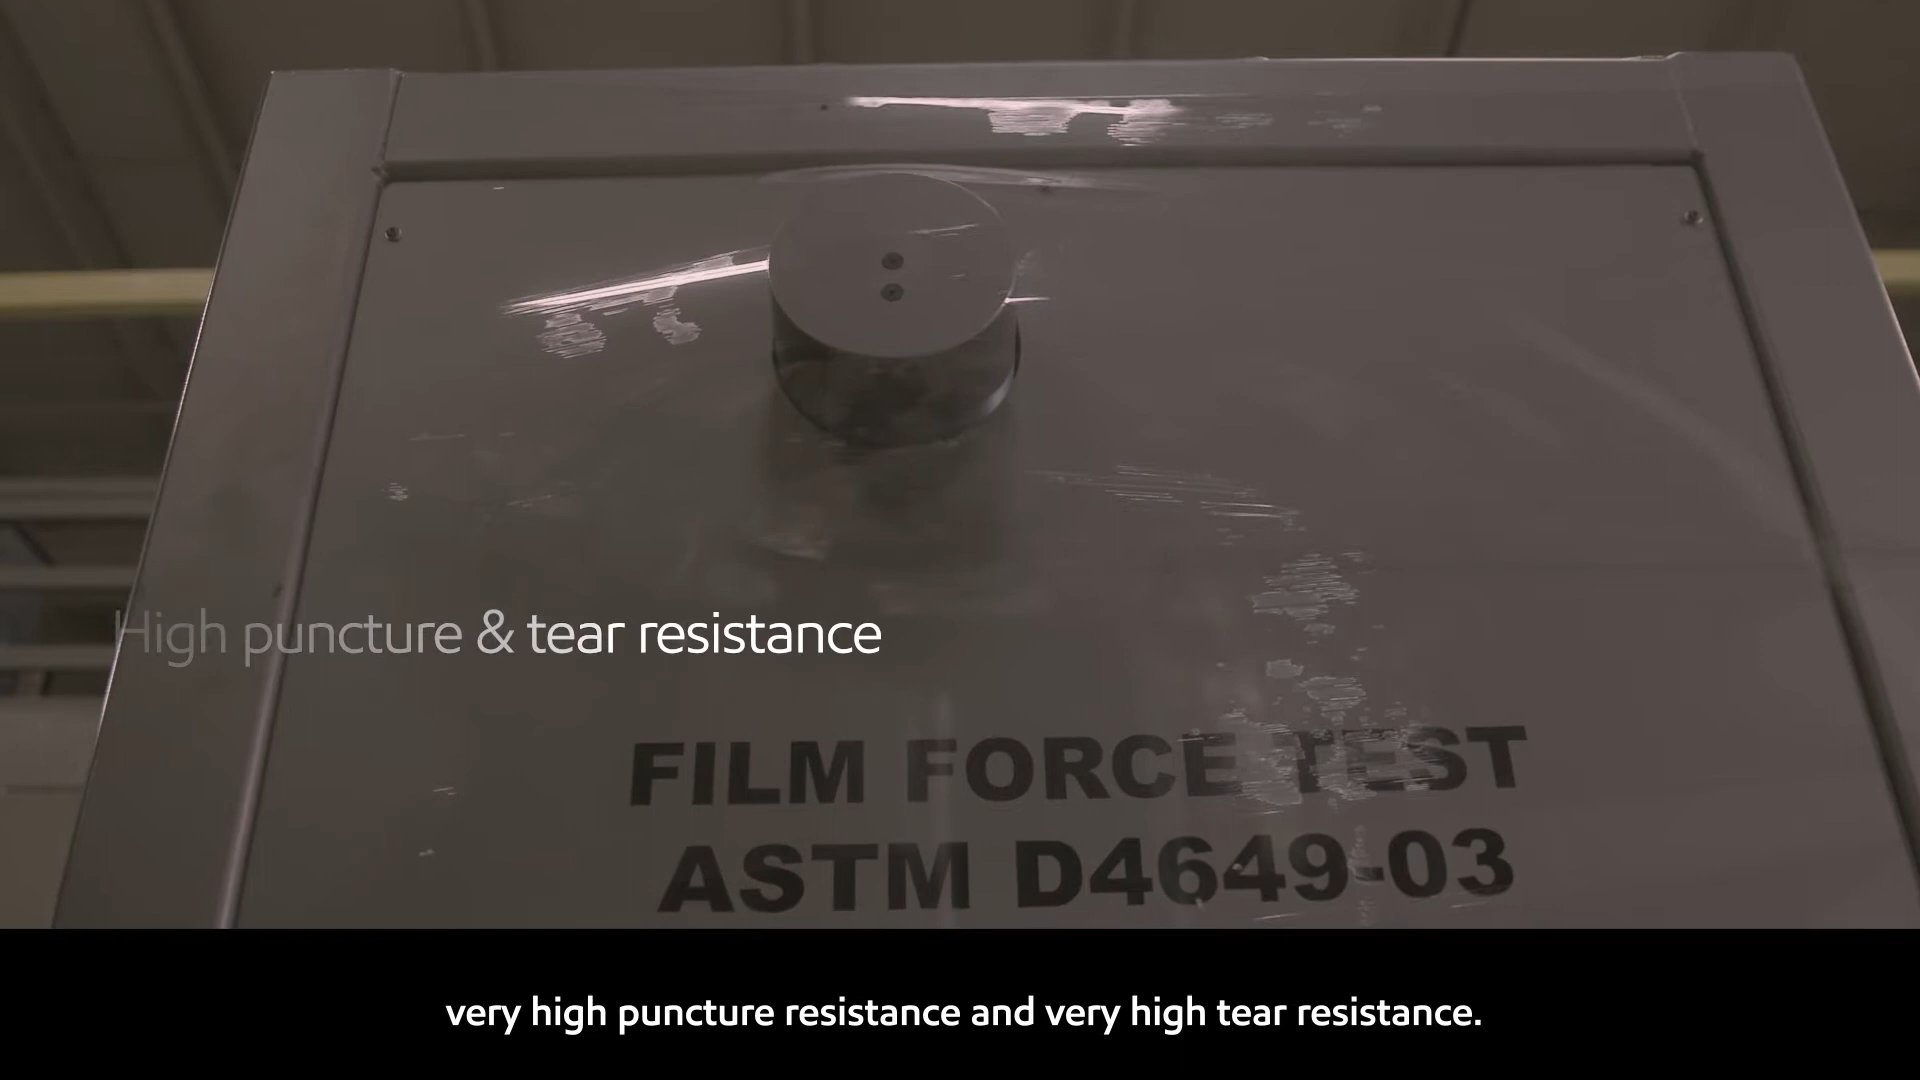 High puncture & tear resistance
FILM FORCE TEST
ASTM D4649-03
very high puncture resistance and very high tear resistance.